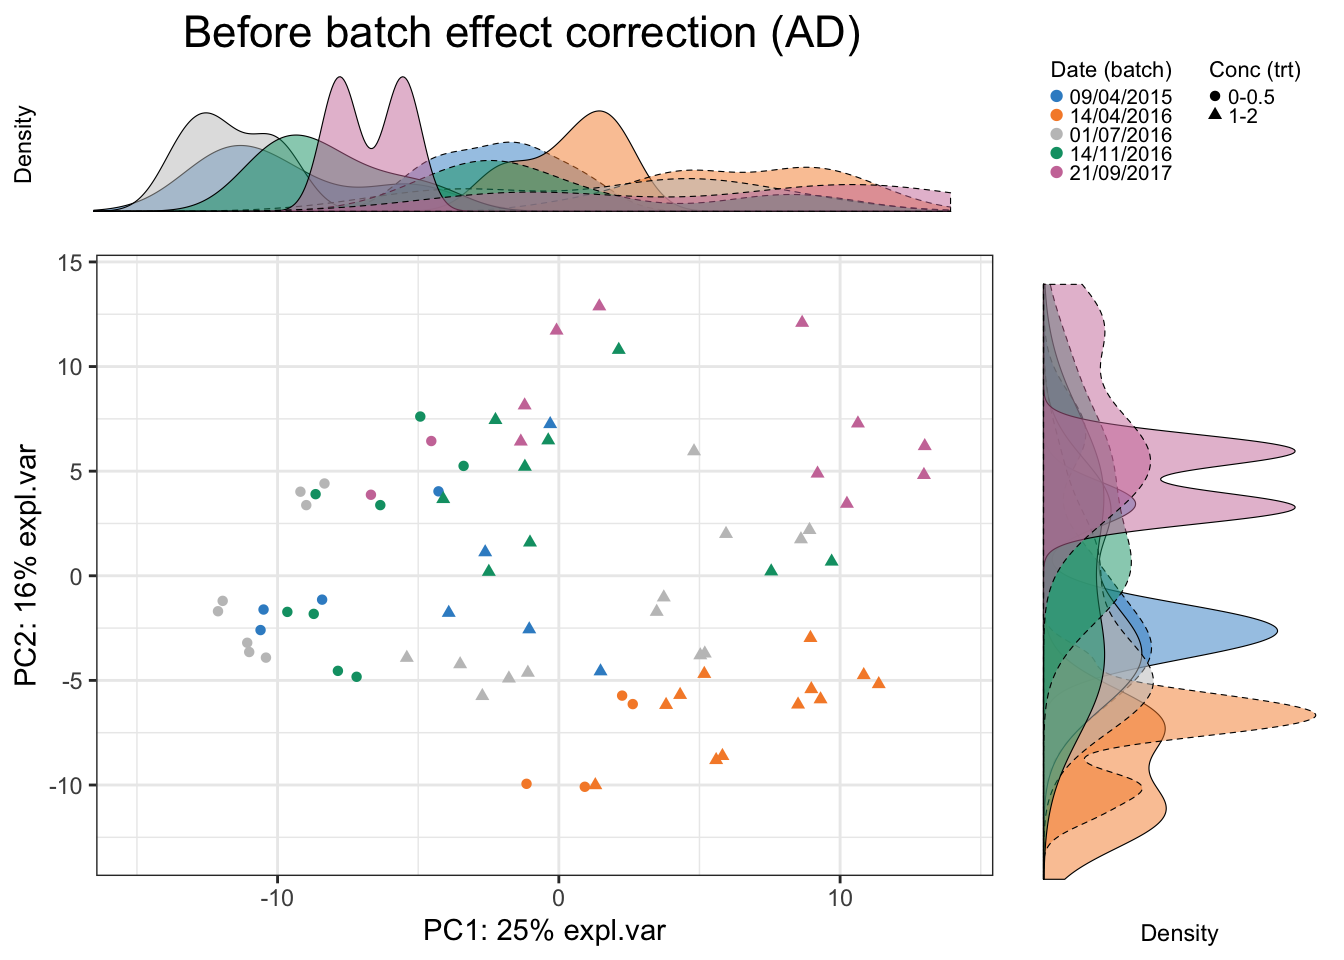 Before batch effect correction (AD)
Density
Date (batch)
09/04/2015
14/04/2016
01/07/2016
14/11/2016
21/09/2017
Conc (trt)
0-0.5
1-2
15
10
5
0
-5
-10
PC2: 16% expl.var
-10
0
10
PC1: 25% expl.var
Density